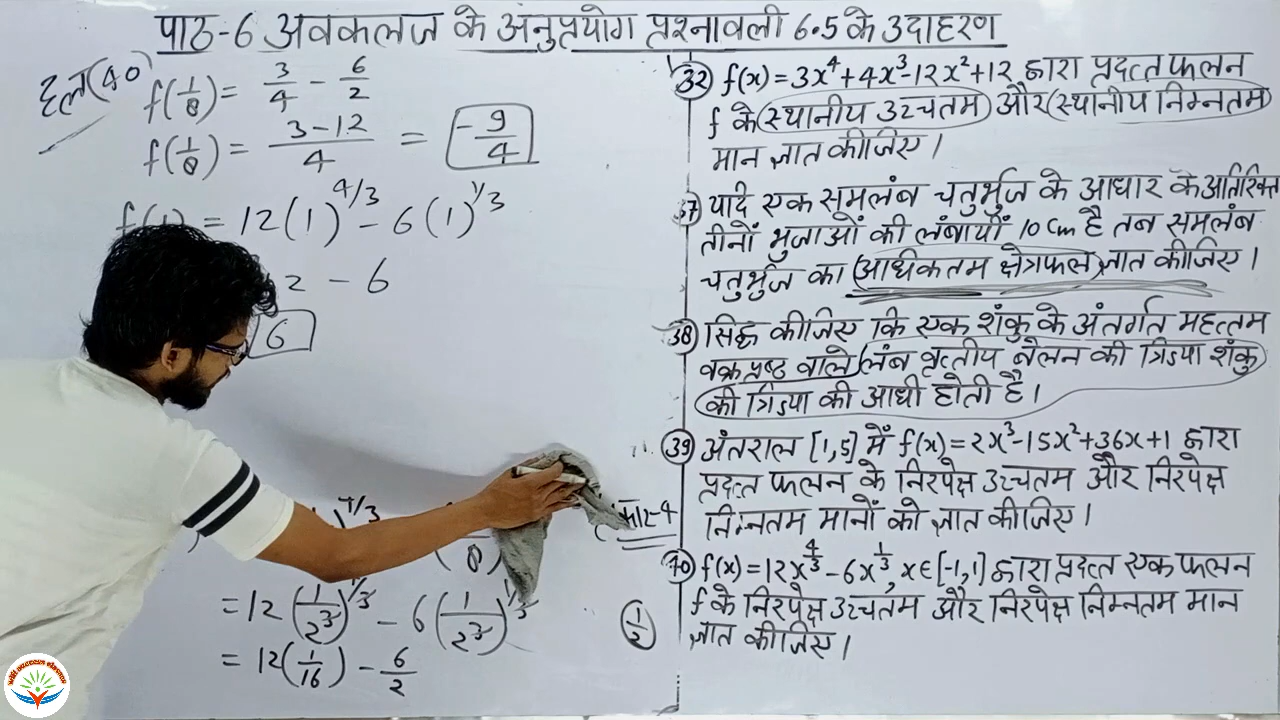 पाठ-6 अवकलज के अनुप्रयोग प्रश्नावली 6.5 के उदाहरण
हल(40)
f(1/8) = 3/4 - 6/2
f(1/8) = 3-12/4 = -9/4
f(1) = 12(1)^4/3 - 6(1)^1/3
2 - 6
6
= 12(1/2³)^4/3 - 6(1/2³)^1/3
= 12(1/16) - 6/2
1/2
32 f(x) = 3x⁴+4x³-12x²+12 द्वारा प्रदत्त फलन
f के (स्थानीय उच्चतम) और (स्थानीय निम्नतम)
मान ज्ञात कीजिए।
37 यदि एक समलंब चतुर्भुज के आधार के अतिरिक्त
तीनों भुजाओं की लंबायाँ 10 cm है तब समलंब
चतुर्भुज का (अधिकतम क्षेत्रफल) ज्ञात कीजिए।
38 सिद्ध कीजिए कि एक शंकु के अंतर्गत महत्तम
वक्रपृष्ठ वाले लंब वृत्तीय बेलन की त्रिज्या शंकु
की त्रिज्या की आधी होती है।
39 अंतराल [1,5] में f(x) = 2x³-15x²+36x+1 द्वारा
प्रदत्त फलन के निरपेक्ष उच्चतम और निरपेक्ष
निम्नतम मानों को ज्ञात कीजिए।
40 f(x) = 12x^4/3 - 6x^1/3, x∈[-1,1] द्वारा प्रदत्त एक फलन
f के निरपेक्ष उच्चतम और निरपेक्ष निम्नतम मान
ज्ञात कीजिए।